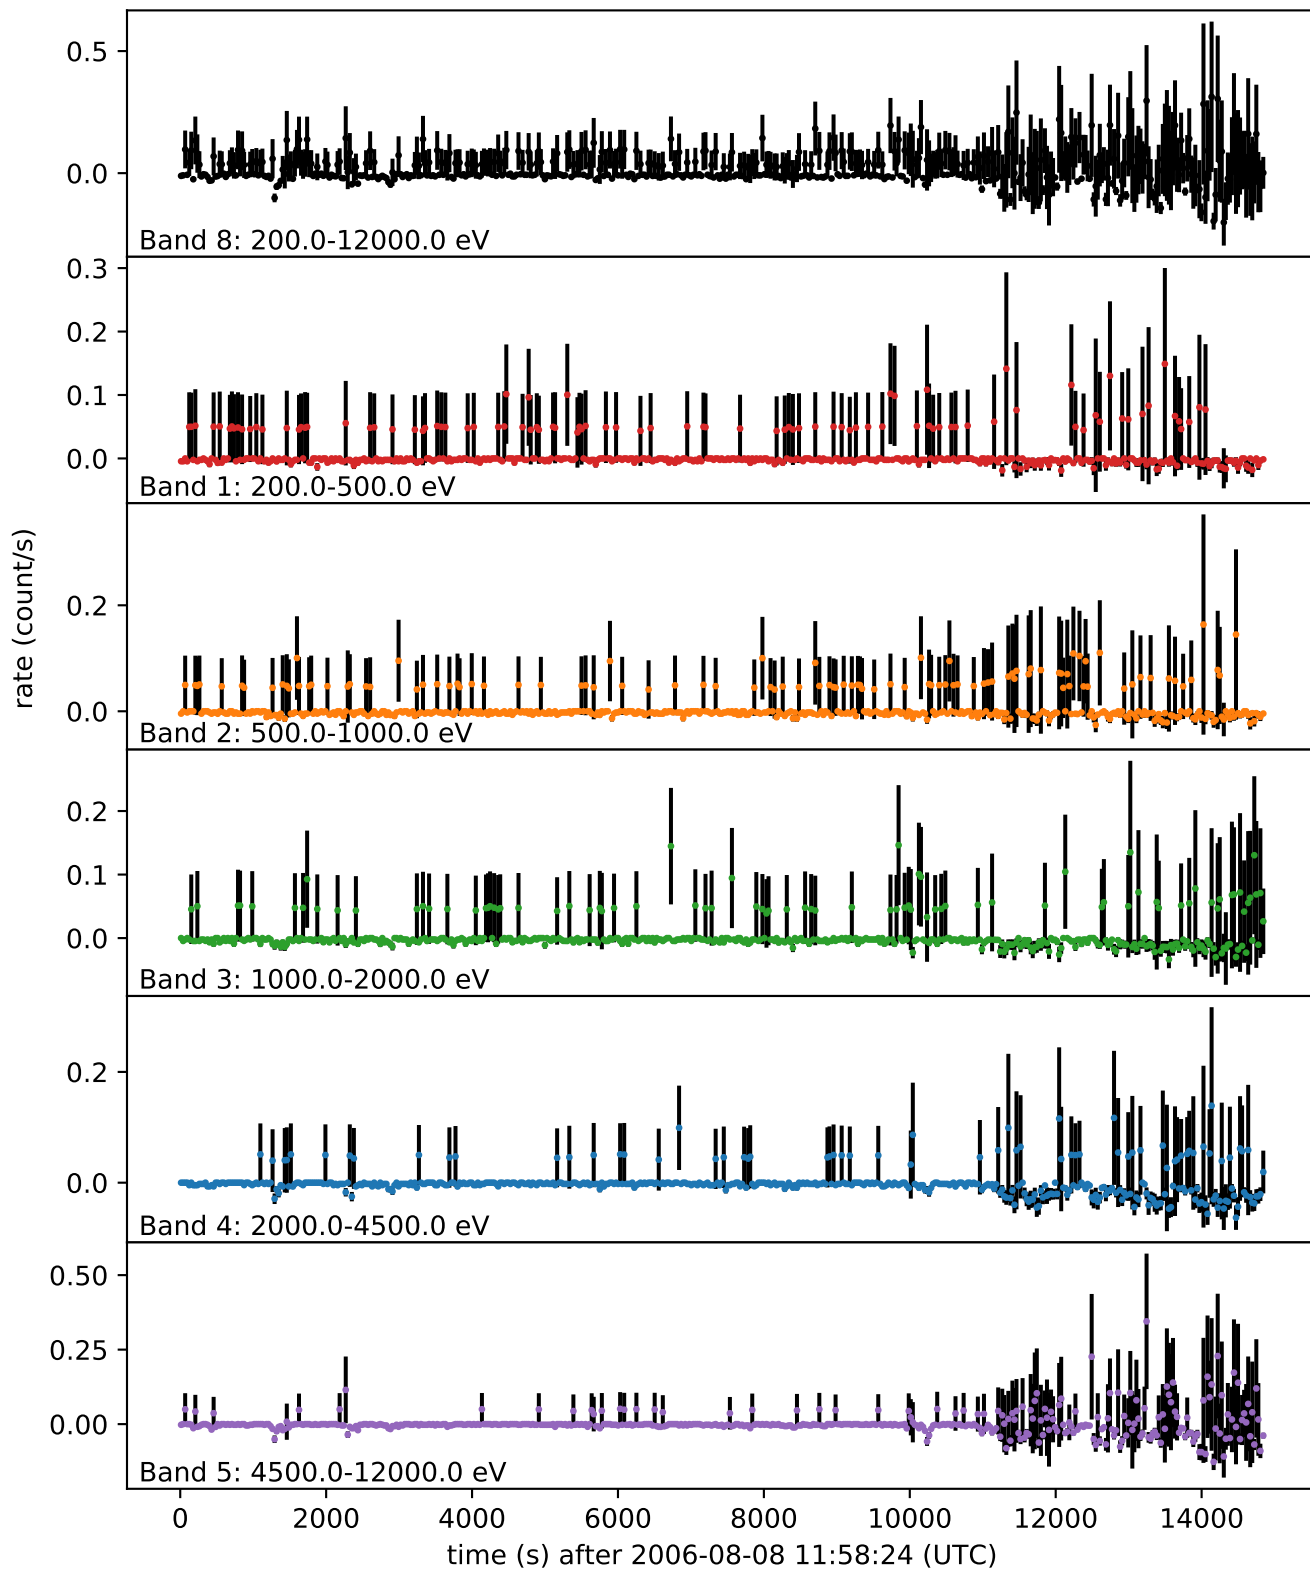 0.5
0.0
Band 8: 200.0-12000.0 eV
0.3
0.2
0.1
0.0
Band 1: 200.0-500.0 eV
rate (count/s)
0.2
0.0
Band 2: 500.0-1000.0 eV
0.2
0.1
0.0
Band 3: 1000.0-2000.0 eV
0.2
0.0
Band 4: 2000.0-4500.0 eV
0.50
0.25
0.00
Band 5: 4500.0-12000.0 eV
0 2000 4000 6000 8000 10000 12000 14000
time (s) after 2006-08-08 11:58:24 (UTC)